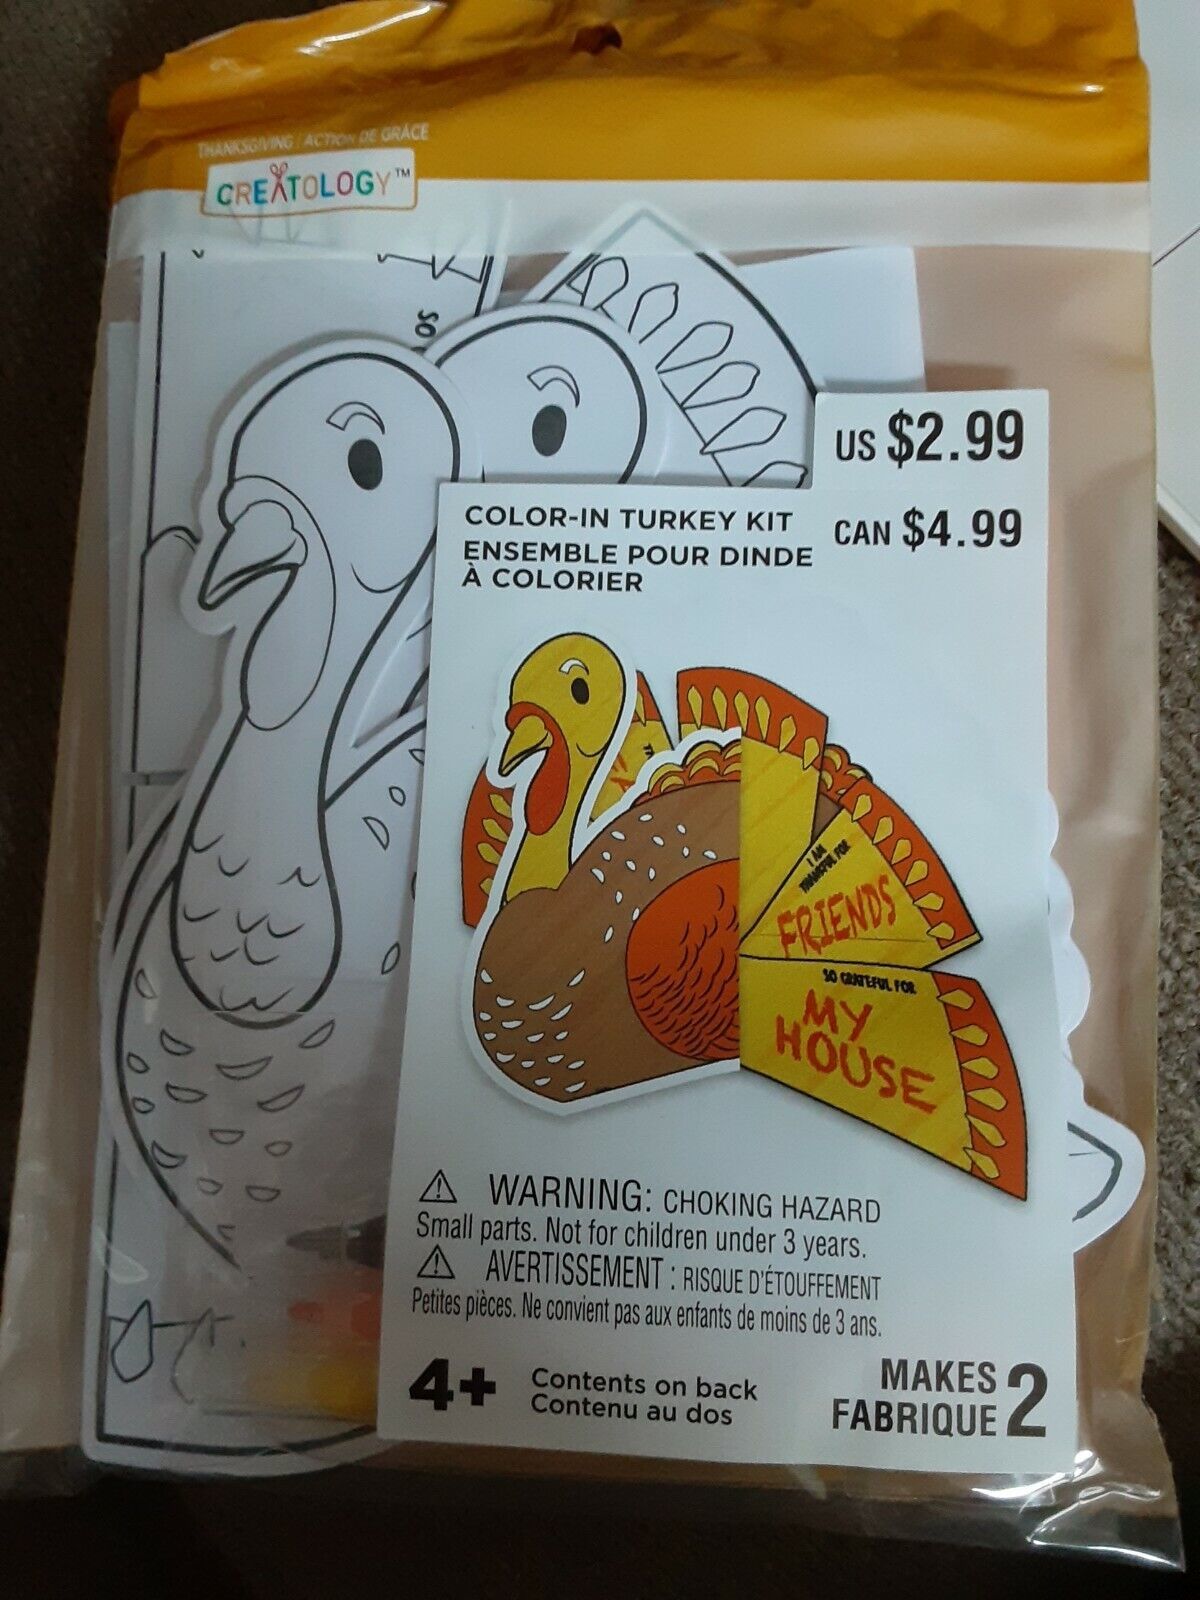 THANKSGIVING / ACTION DE GRÂCE
CREATOLOGY™
SO
US $2.99
CAN $4.99
COLOR-IN TURKEY KIT
ENSEMBLE POUR DINDE
À COLORIER
I AM
THANKFUL FOR
FRIENDS
SO GRATEFUL FOR
MY
HOUSE
⚠ WARNING: CHOKING HAZARD
Small parts. Not for children under 3 years.
⚠ AVERTISSEMENT : RISQUE D'ÉTOUFFEMENT
Petites pièces. Ne convient pas aux enfants de moins de 3 ans.
4+
Contents on back
Contenu au dos
MAKES
FABRIQUE 2